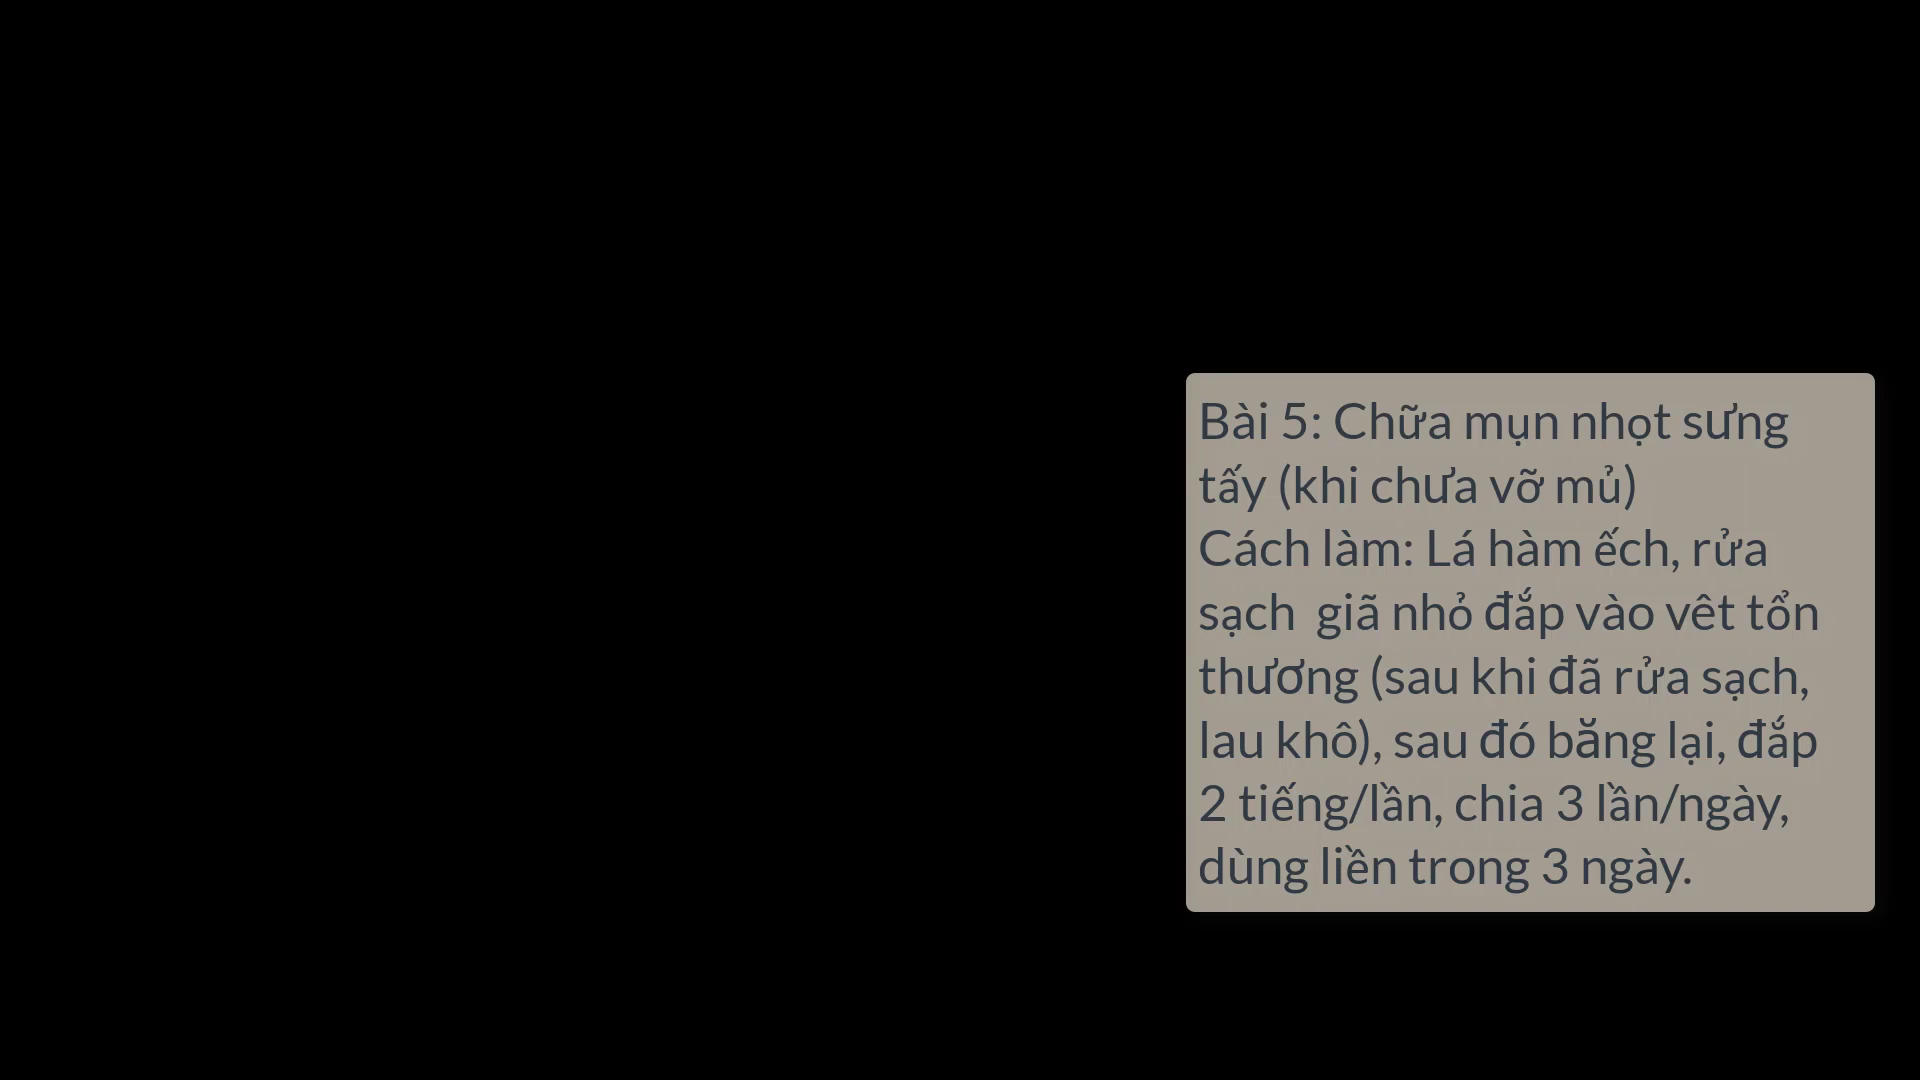 Bài 5: Chữa mụn nhọt sưng
tấy (khi chưa vỡ mủ)
Cách làm: Lá hàm ếch, rửa
sạch  giã nhỏ đắp vào vêt tổn
thương (sau khi đã rửa sạch,
lau khô), sau đó băng lại, đắp
2 tiếng/lần, chia 3 lần/ngày,
dùng liền trong 3 ngày.